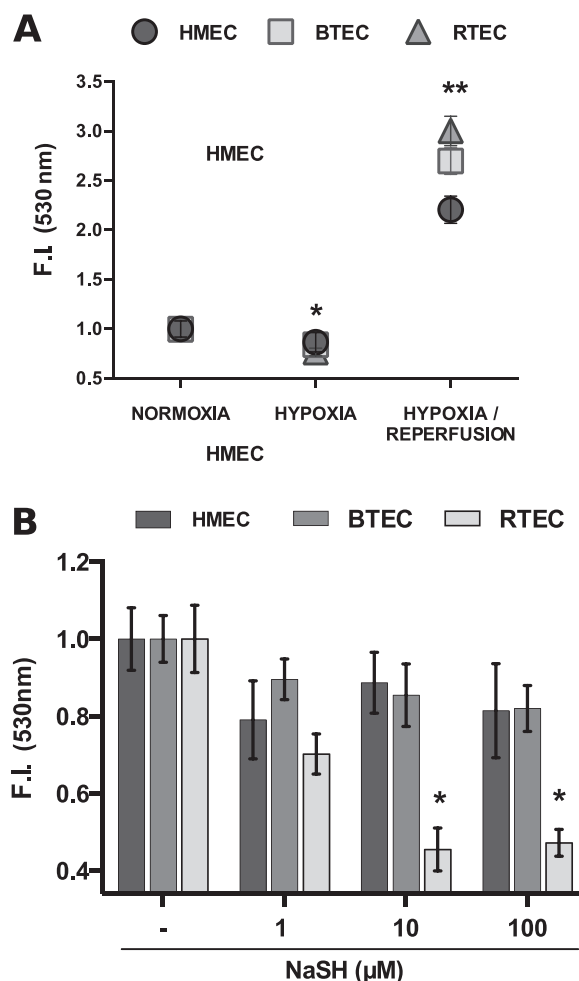 A
HMEC BTEC RTEC
3.5
3.0
2.5
2.0
1.5
1.0
0.5
F.I. (530 nm)
HMEC
*
**
NORMOXIA HYPOXIA HYPOXIA /
REPERFUSION
HMEC
B
HMEC BTEC RTEC
1.2
1.0
0.8
0.6
0.4
F.I. (530nm)
*
*
- 1 10 100
NaSH (µM)